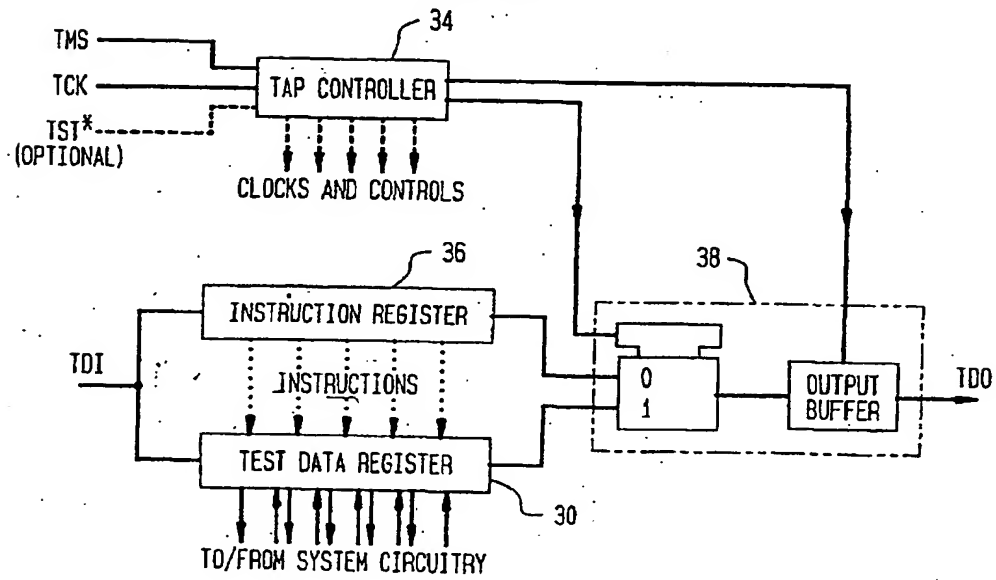 34
TMS
TCK
TST*
(OPTIONAL)
TAP CONTROLLER
CLOCKS AND CONTROLS
36
38
INSTRUCTION REGISTER
TDI
INSTRUCTIONS
0
1
OUTPUT
BUFFER
TDO
TEST DATA REGISTER
30
TO/FROM SYSTEM CIRCUITRY